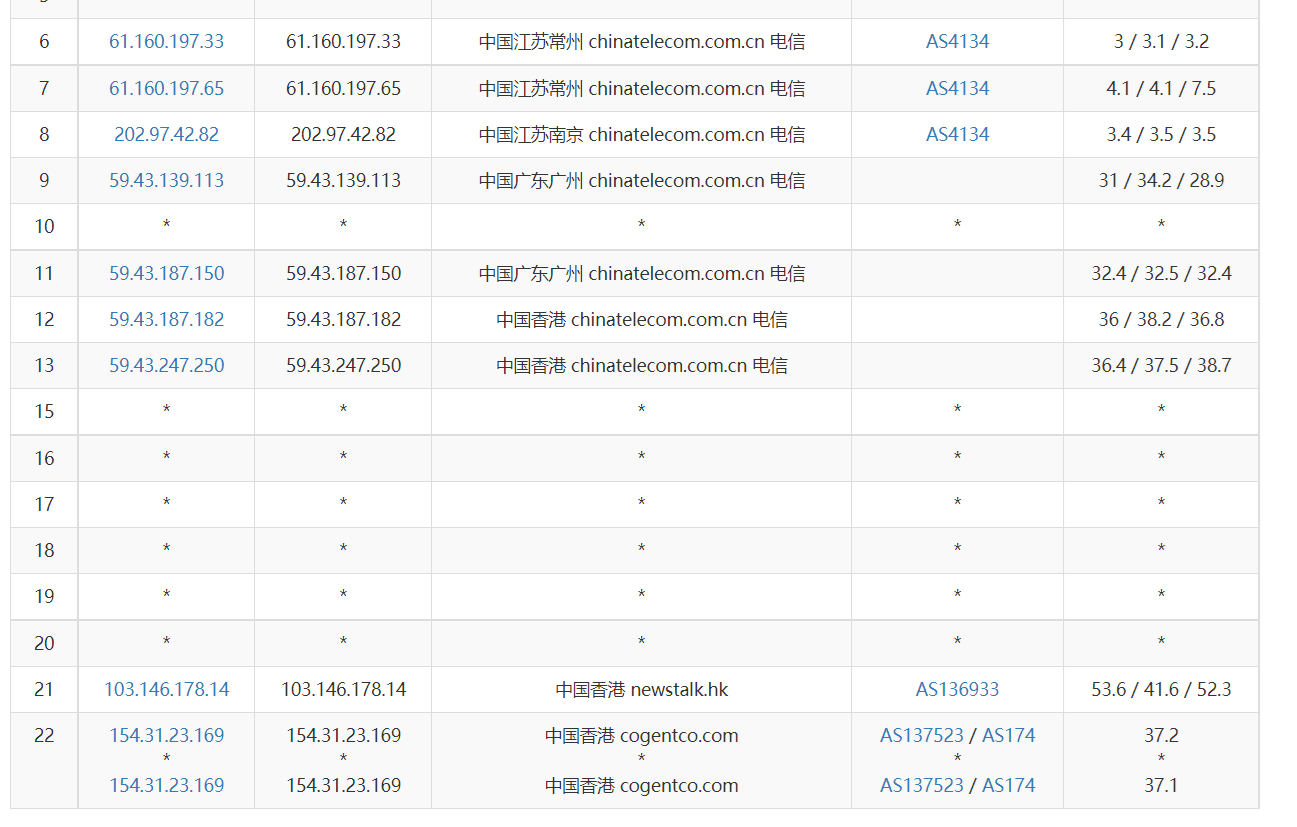 6 61.160.197.33 61.160.197.33 中国江苏常州 chinatelecom.com.cn 电信 AS4134 3 / 3.1 / 3.2
7 61.160.197.65 61.160.197.65 中国江苏常州 chinatelecom.com.cn 电信 AS4134 4.1 / 4.1 / 7.5
8 202.97.42.82 202.97.42.82 中国江苏南京 chinatelecom.com.cn 电信 AS4134 3.4 / 3.5 / 3.5
9 59.43.139.113 59.43.139.113 中国广东广州 chinatelecom.com.cn 电信 31 / 34.2 / 28.9
10 * * * * *
11 59.43.187.150 59.43.187.150 中国广东广州 chinatelecom.com.cn 电信 32.4 / 32.5 / 32.4
12 59.43.187.182 59.43.187.182 中国香港 chinatelecom.com.cn 电信 36 / 38.2 / 36.8
13 59.43.247.250 59.43.247.250 中国香港 chinatelecom.com.cn 电信 36.4 / 37.5 / 38.7
15 * * * * *
16 * * * * *
17 * * * * *
18 * * * * *
19 * * * * *
20 * * * * *
21 103.146.178.14 103.146.178.14 中国香港 newstalk.hk AS136933 53.6 / 41.6 / 52.3
22 154.31.23.169 154.31.23.169 中国香港 cogentco.com AS137523 / AS174 37.2
* * * * *
154.31.23.169 154.31.23.169 中国香港 cogentco.com AS137523 / AS174 37.1